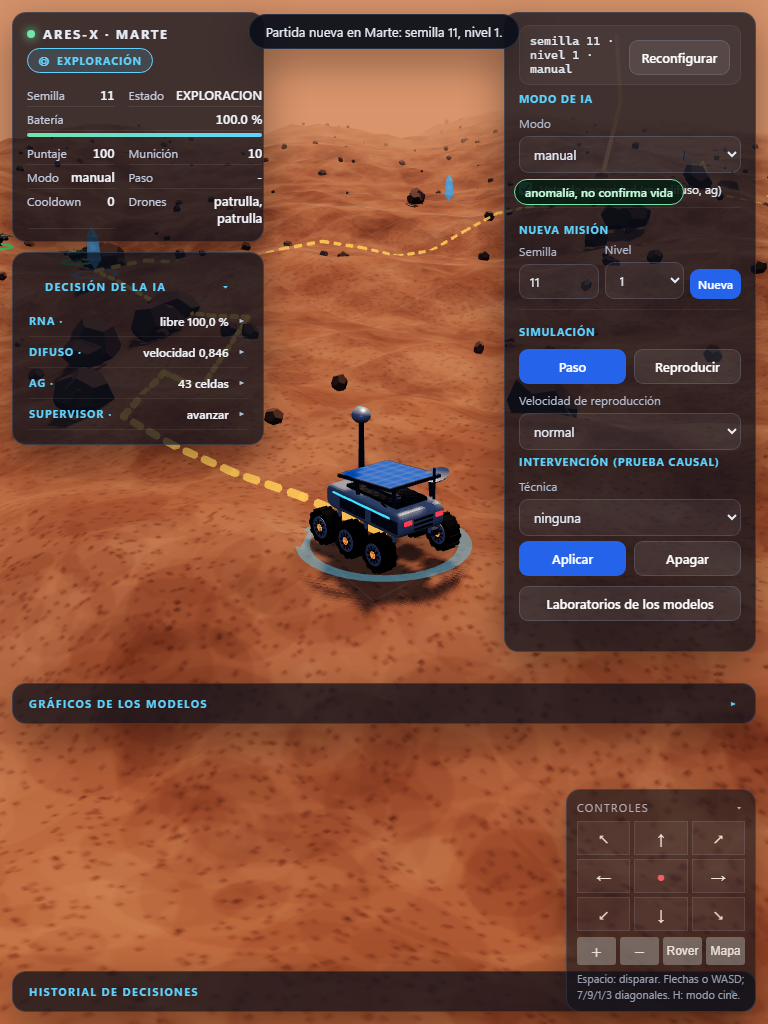 Partida nueva en Marte: semilla 11, nivel 1.
ARES-X · MARTE
EXPLORACIÓN
Semilla 11 Estado EXPLORACION
Batería 100.0 %
Puntaje 100 Munición 10
Modo manual Paso -
Cooldown 0 Drones patrulla,
patrulla
DECISIÓN DE LA IA
RNA · libre 100,0 %
DIFUSO · velocidad 0,846
AG · 43 celdas
SUPERVISOR · avanzar
semilla 11 ·
nivel 1 ·
manual
Reconfigurar
MODO DE IA
Modo
manual
anomalía, no confirma vida
uso, ag)
NUEVA MISIÓN
Semilla Nivel
11 1 Nueva
SIMULACIÓN
Paso Reproducir
Velocidad de reproducción
normal
INTERVENCIÓN (PRUEBA CAUSAL)
Técnica
ninguna
Aplicar Apagar
Laboratorios de los modelos
GRÁFICOS DE LOS MODELOS
CONTROLES
↖ ↑ ↗
← → 
↙ ↓ ↘
+ − Rover Mapa
Espacio: disparar. Flechas o WASD;
7/9/1/3 diagonales. H: modo cine.
HISTORIAL DE DECISIONES